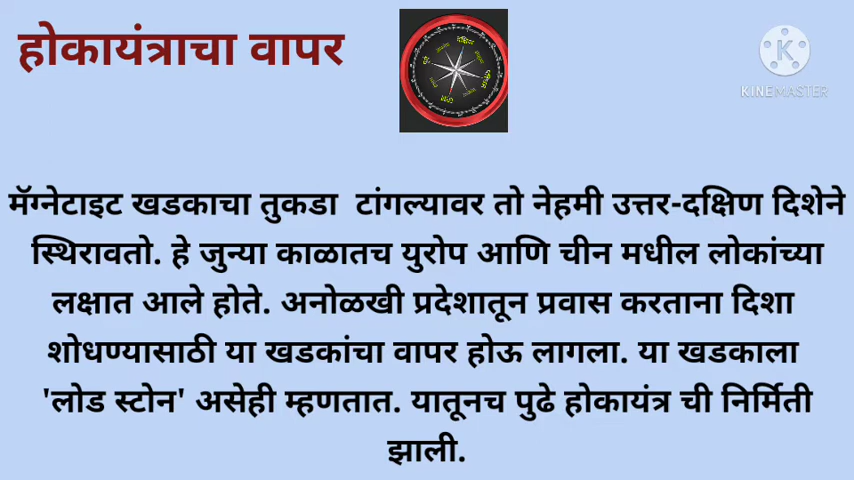 होकायंत्राचा वापर
KINEMASTER
मॅग्नेटाइट खडकाचा तुकडा टांगल्यावर तो नेहमी उत्तर-दक्षिण दिशेने
स्थिरावतो. हे जुन्या काळातच युरोप आणि चीन मधील लोकांच्या
लक्षात आले होते. अनोळखी प्रदेशातून प्रवास करताना दिशा
शोधण्यासाठी या खडकांचा वापर होऊ लागला. या खडकाला
'लोड स्टोन' असेही म्हणतात. यातूनच पुढे होकायंत्र ची निर्मिती
झाली.